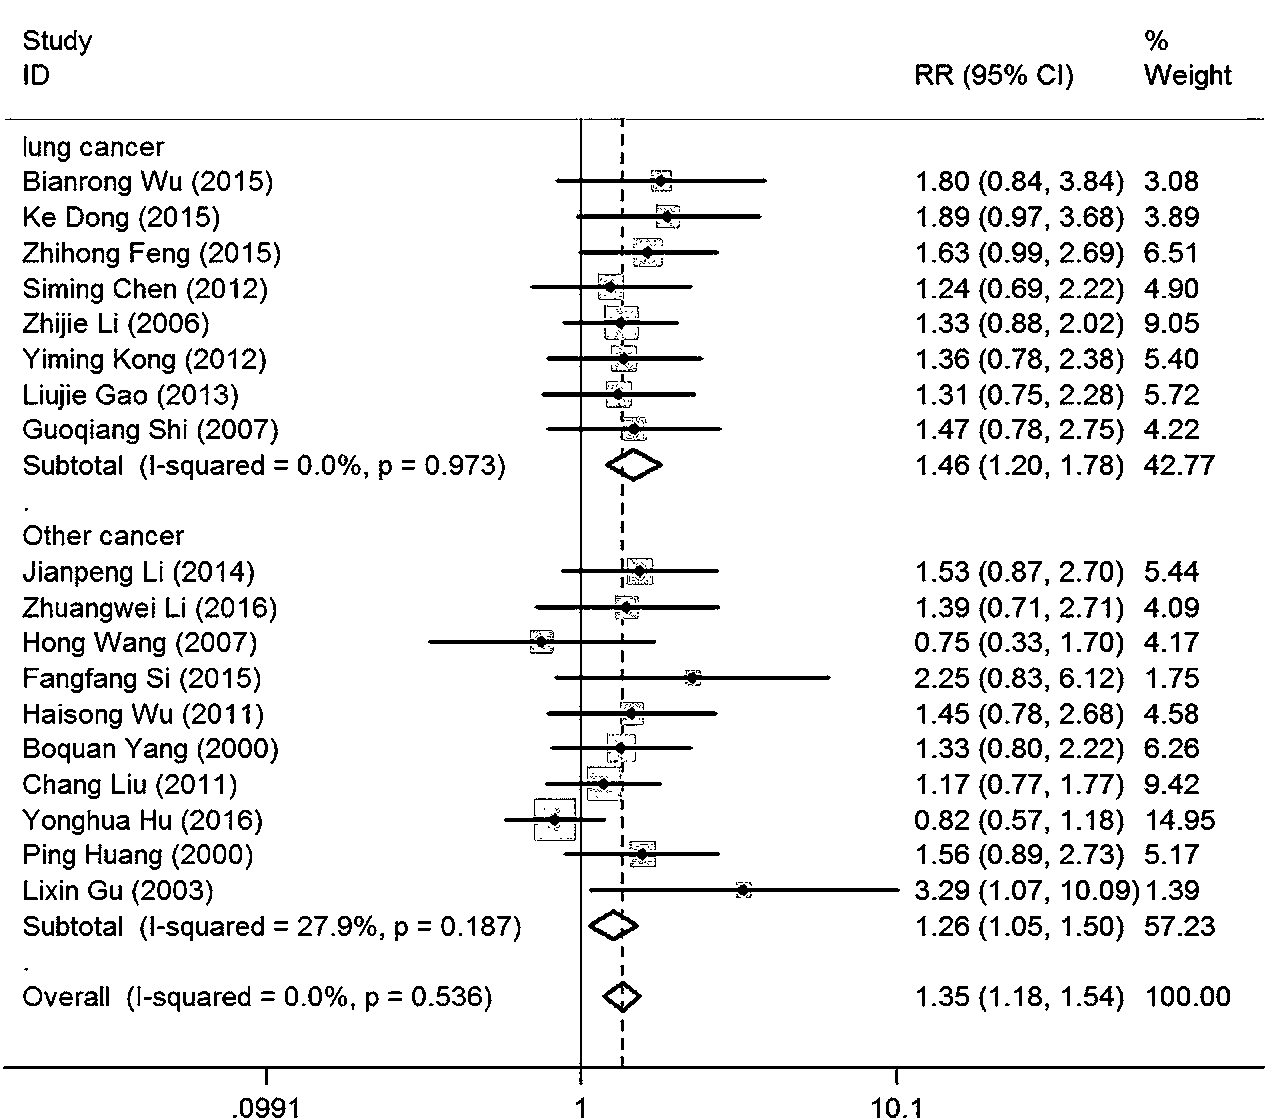 Study %
ID RR (95% CI) Weight
lung cancer
Bianrong Wu (2015) 1.80 (0.84, 3.84) 3.08
Ke Dong (2015) 1.89 (0.97, 3.68) 3.89
Zhihong Feng (2015) 1.63 (0.99, 2.69) 6.51
Siming Chen (2012) 1.24 (0.69, 2.22) 4.90
Zhijie Li (2006) 1.33 (0.88, 2.02) 9.05
Yiming Kong (2012) 1.36 (0.78, 2.38) 5.40
Liujie Gao (2013) 1.31 (0.75, 2.28) 5.72
Guoqiang Shi (2007) 1.47 (0.78, 2.75) 4.22
Subtotal (I-squared = 0.0%, p = 0.973) 1.46 (1.20, 1.78) 42.77
.
Other cancer
Jianpeng Li (2014) 1.53 (0.87, 2.70) 5.44
Zhuangwei Li (2016) 1.39 (0.71, 2.71) 4.09
Hong Wang (2007) 0.75 (0.33, 1.70) 4.17
Fangfang Si (2015) 2.25 (0.83, 6.12) 1.75
Haisong Wu (2011) 1.45 (0.78, 2.68) 4.58
Boquan Yang (2000) 1.33 (0.80, 2.22) 6.26
Chang Liu (2011) 1.17 (0.77, 1.77) 9.42
Yonghua Hu (2016) 0.82 (0.57, 1.18) 14.95
Ping Huang (2000) 1.56 (0.89, 2.73) 5.17
Lixin Gu (2003) 3.29 (1.07, 10.09) 1.39
Subtotal (I-squared = 27.9%, p = 0.187) 1.26 (1.05, 1.50) 57.23
.
Overall (I-squared = 0.0%, p = 0.536) 1.35 (1.18, 1.54) 100.00
.0991 1 10.1